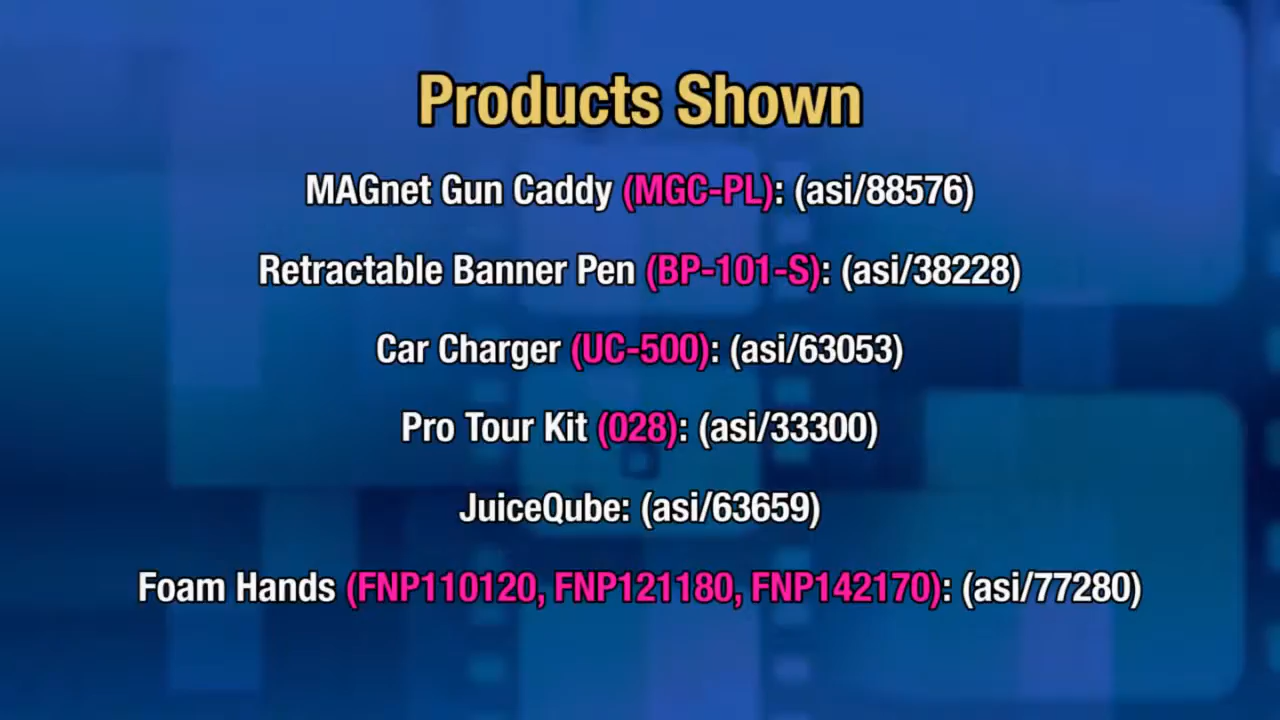 Products Shown
MAGnet Gun Caddy (MGC-PL): (asi/88576)
Retractable Banner Pen (BP-101-S): (asi/38228)
Car Charger (UC-500): (asi/63053)
Pro Tour Kit (028): (asi/33300)
JuiceQube: (asi/63659)
Foam Hands (FNP110120, FNP121180, FNP142170): (asi/77280)